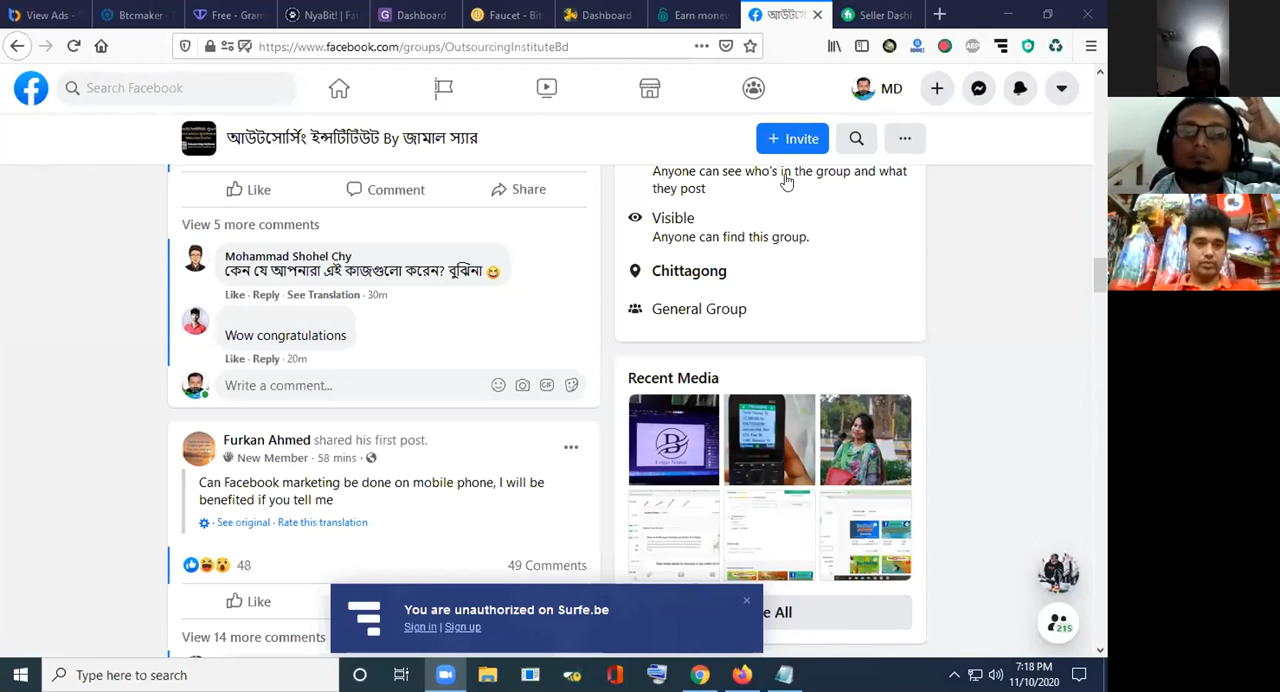 View Ad
Btcmaker
Free - Gram
NyaBit |
Dashboard
Faucet - Bit
Dashboard
Earn money
আউটসো
Seller Dash
https://www.facebook.com/groups/OutsourcingInstituteBd
Search Facebook
MD
আউটসোর্সিং ইন্সটিটিউট By জামাল স্যার
+ Invite
Anyone can see who's in the group and what
they post
Like
Comment
Share
View 5 more comments
Visible
Anyone can find this group.
Mohammad Shohel Chy
কেন যে আপনারা এই কাজগুলো করেন? বুঝিনা 😄
Like · Reply · See Translation · 30m
Chittagong
General Group
Wow congratulations
Like · Reply · 20m
Write a comment...
GIF
Recent Media
Furkan Ahmed shared his first post.
New Member
Can Facebook marketing be done on mobile phone, I will be
benefited if you tell me
See original · Rate this translation
48
49 Comments
Like
View 14 more comments
You are unauthorized on Surfe.be
Sign in | Sign up
e All
215
Type here to search
7:18 PM
11/10/2020